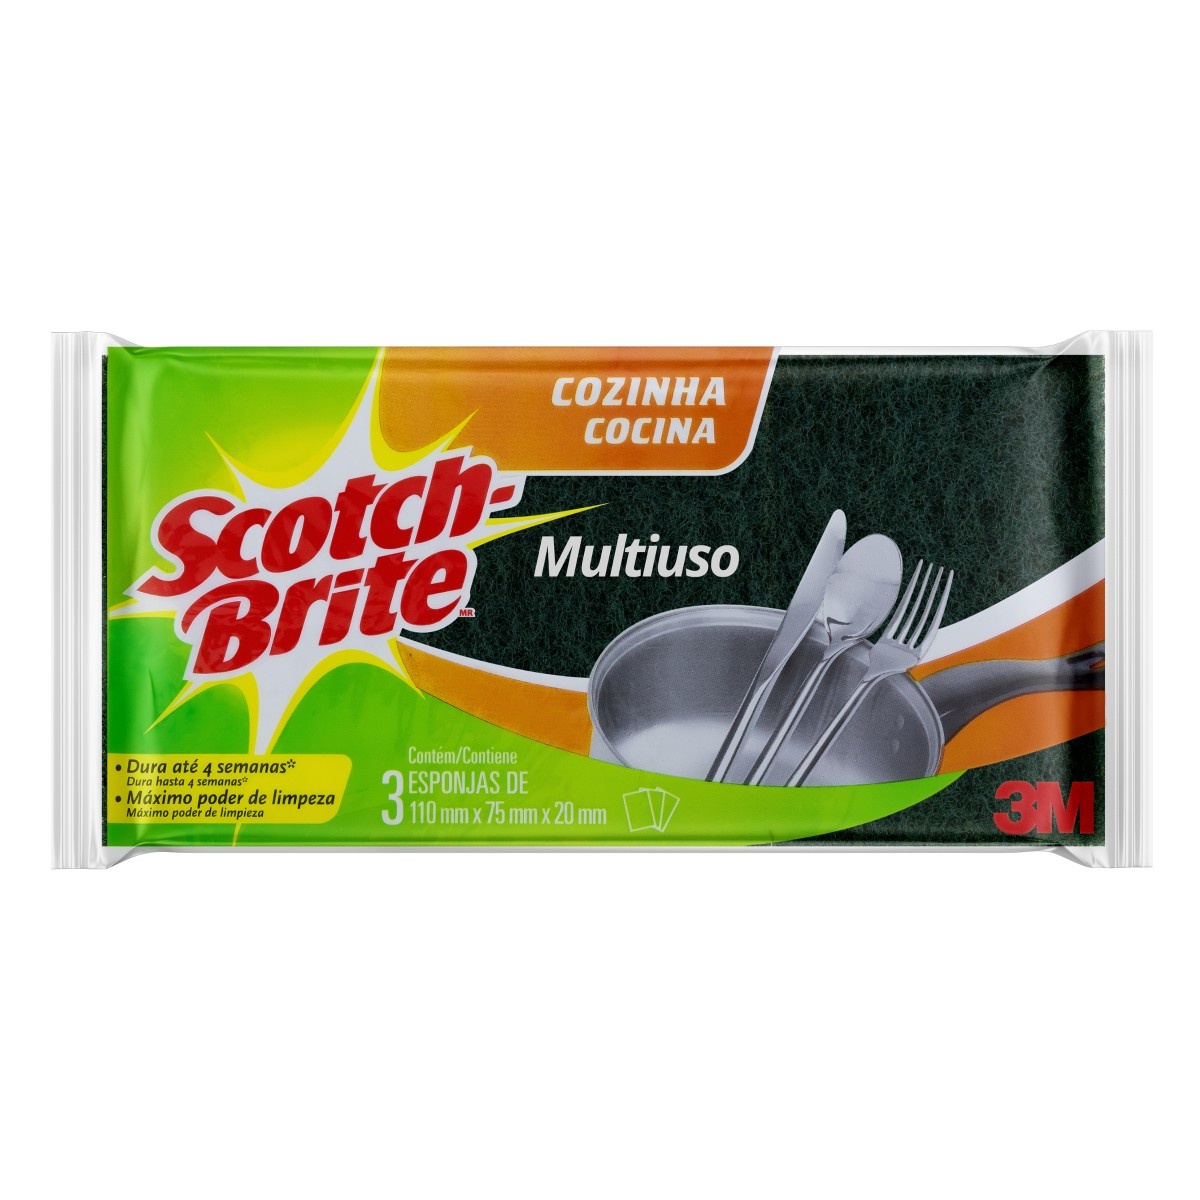 COZINHA
COCINA
Scotch-
Brite MR
Multiuso
• Dura até 4 semanas*
Dura hasta 4 semanas*
• Máximo poder de limpeza
Máximo poder de limpieza
Contém/Contiene
3 ESPONJAS DE
110 mm x 75 mm x 20 mm
3M